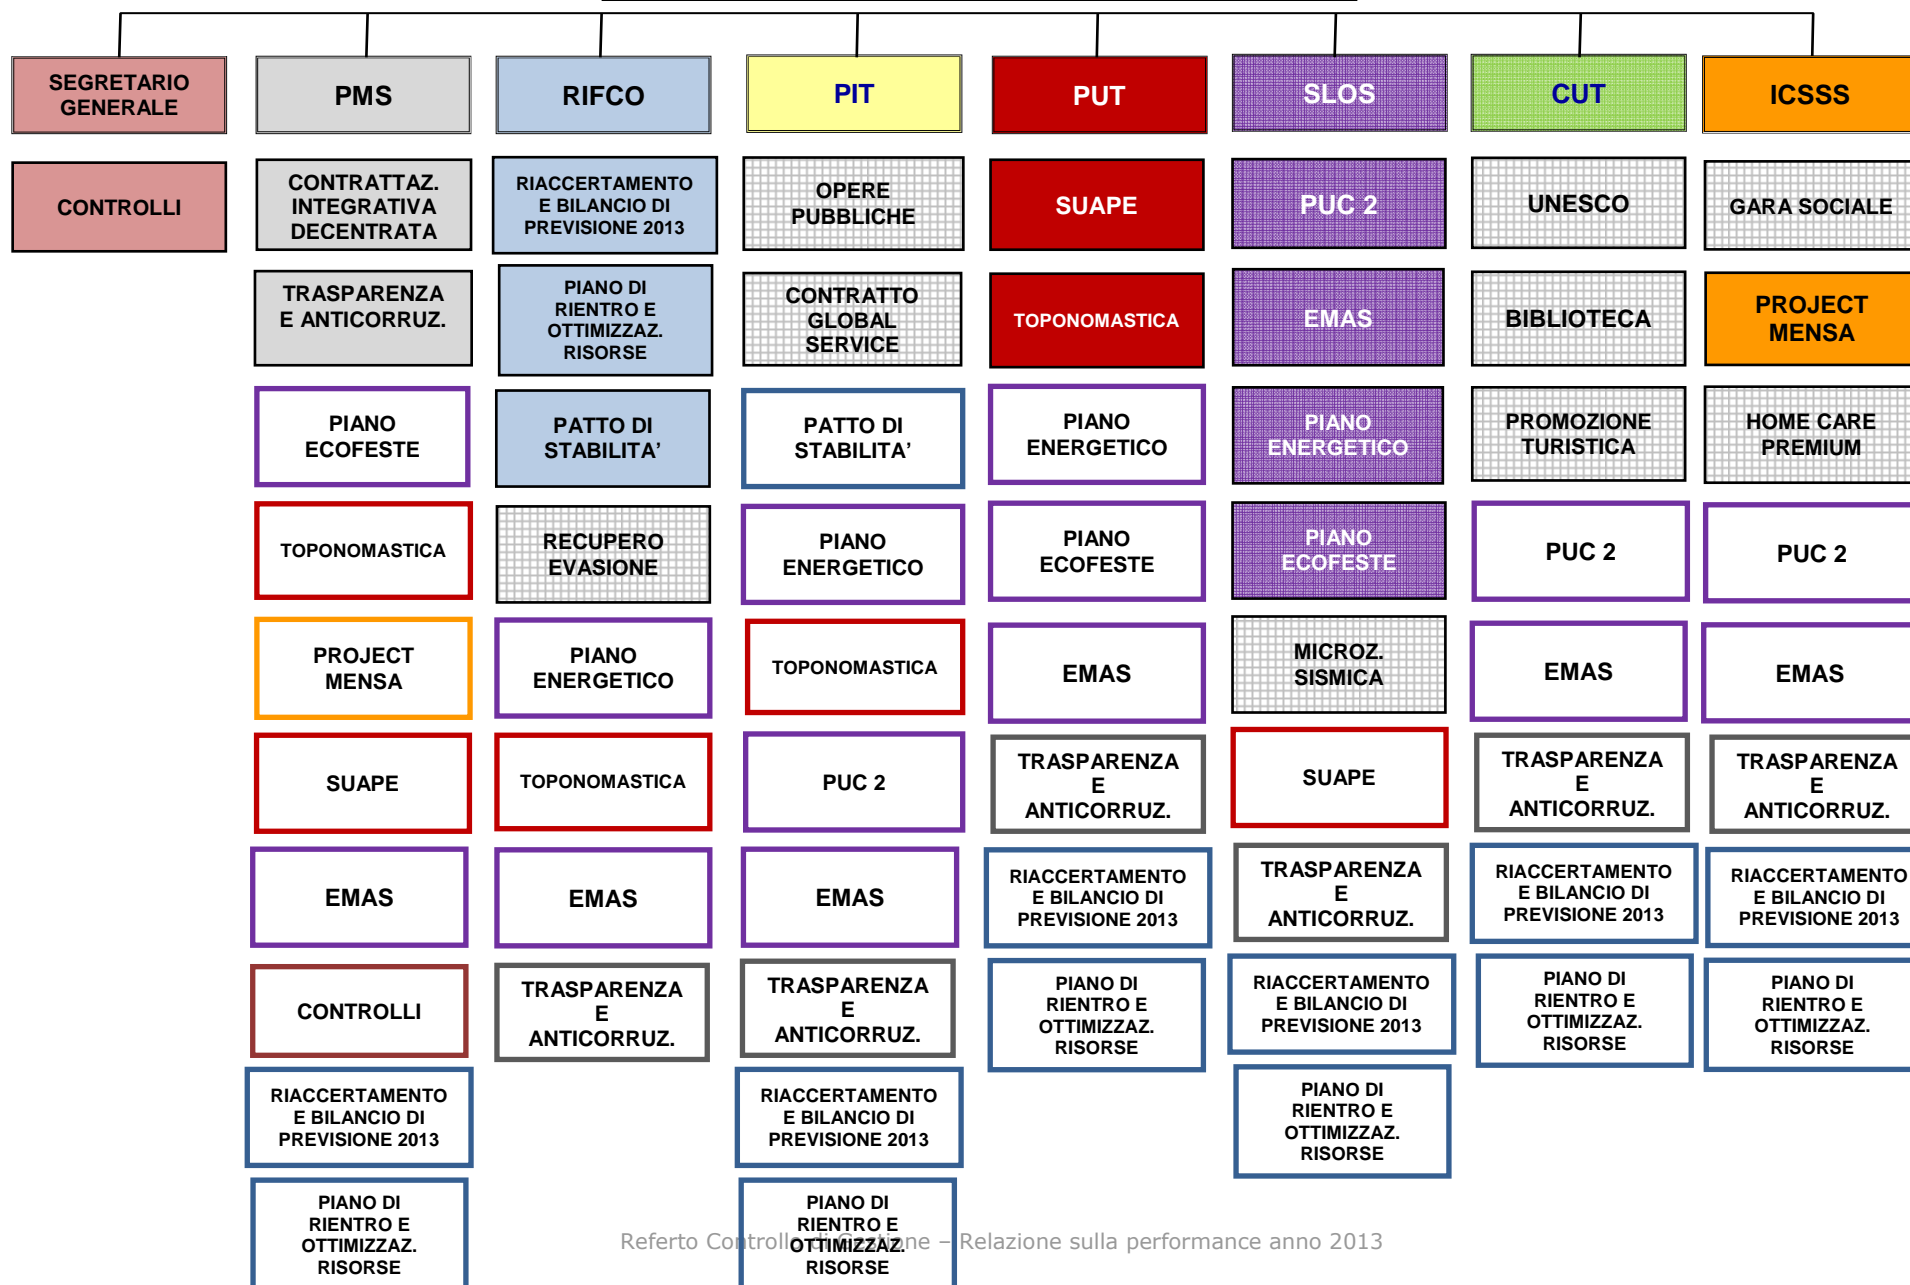 SEGRETARIO
GENERALE
PMS
RIFCO
PIT
PUT
SLOS
CUT
ICSSS
CONTROLLI
CONTRATTAZ.
INTEGRATIVA
DECENTRATA
RIACCERTAMENTO
E BILANCIO DI
PREVISIONE 2013
OPERE
PUBBLICHE
SUAPE
PUC 2
UNESCO
GARA SOCIALE
TRASPARENZA
E ANTICORRUZ.
PIANO DI
RIENTRO E
OTTIMIZZAZ.
RISORSE
CONTRATTO
GLOBAL
SERVICE
TOPONOMASTICA
EMAS
BIBLIOTECA
PROJECT
MENSA
PIANO
ECOFESTE
PATTO DI
STABILITA’
PATTO DI
STABILITA’
PIANO
ENERGETICO
PIANO
ENERGETICO
PROMOZIONE
TURISTICA
HOME CARE
PREMIUM
TOPONOMASTICA
RECUPERO
EVASIONE
PIANO
ENERGETICO
PIANO
ECOFESTE
PIANO
ECOFESTE
PUC 2
PUC 2
PROJECT
MENSA
PIANO
ENERGETICO
TOPONOMASTICA
EMAS
MICROZ.
SISMICA
EMAS
EMAS
SUAPE
TOPONOMASTICA
PUC 2
TRASPARENZA
E
ANTICORRUZ.
SUAPE
TRASPARENZA
E
ANTICORRUZ.
TRASPARENZA
E
ANTICORRUZ.
EMAS
EMAS
EMAS
RIACCERTAMENTO
E BILANCIO DI
PREVISIONE 2013
TRASPARENZA
E
ANTICORRUZ.
RIACCERTAMENTO
E BILANCIO DI
PREVISIONE 2013
RIACCERTAMENTO
E BILANCIO DI
PREVISIONE 2013
CONTROLLI
TRASPARENZA
E
ANTICORRUZ.
TRASPARENZA
E
ANTICORRUZ.
PIANO DI
RIENTRO E
OTTIMIZZAZ.
RISORSE
RIACCERTAMENTO
E BILANCIO DI
PREVISIONE 2013
PIANO DI
RIENTRO E
OTTIMIZZAZ.
RISORSE
PIANO DI
RIENTRO E
OTTIMIZZAZ.
RISORSE
RIACCERTAMENTO
E BILANCIO DI
PREVISIONE 2013
RIACCERTAMENTO
E BILANCIO DI
PREVISIONE 2013
PIANO DI
RIENTRO E
OTTIMIZZAZ.
RISORSE
PIANO DI
RIENTRO E
OTTIMIZZAZ.
RISORSE
PIANO DI
RIENTRO E
OTTIMIZZAZ.
RISORSE
Referto Controllo di Gestione – Relazione sulla performance anno 2013